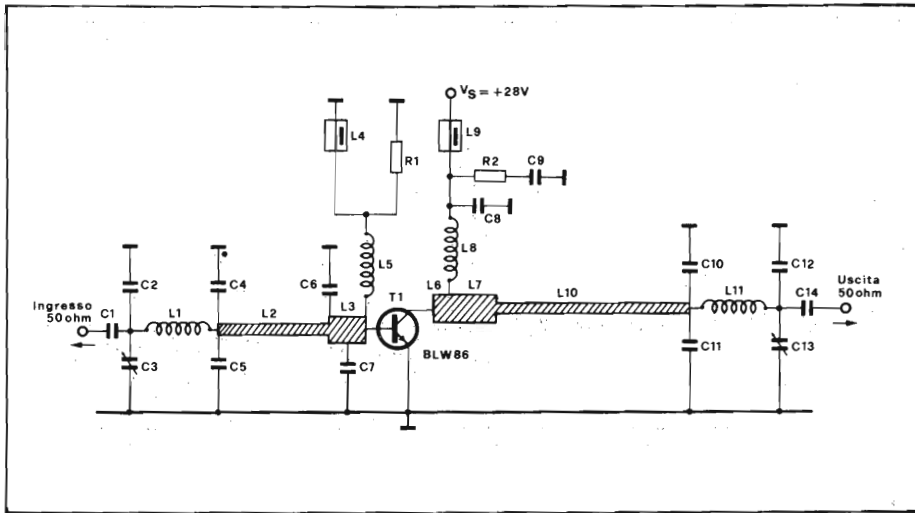 VS = +28V
L4
L9
R1
R2
C9
C8
L5
L8
C2
C4
C6
C10
C12
L6
L7
L3
T1
Ingresso
50ohm
C1
L1
L2
L10
L11
C14
Uscita
50ohm
BLW86
C3
C5
C7
C11
C13